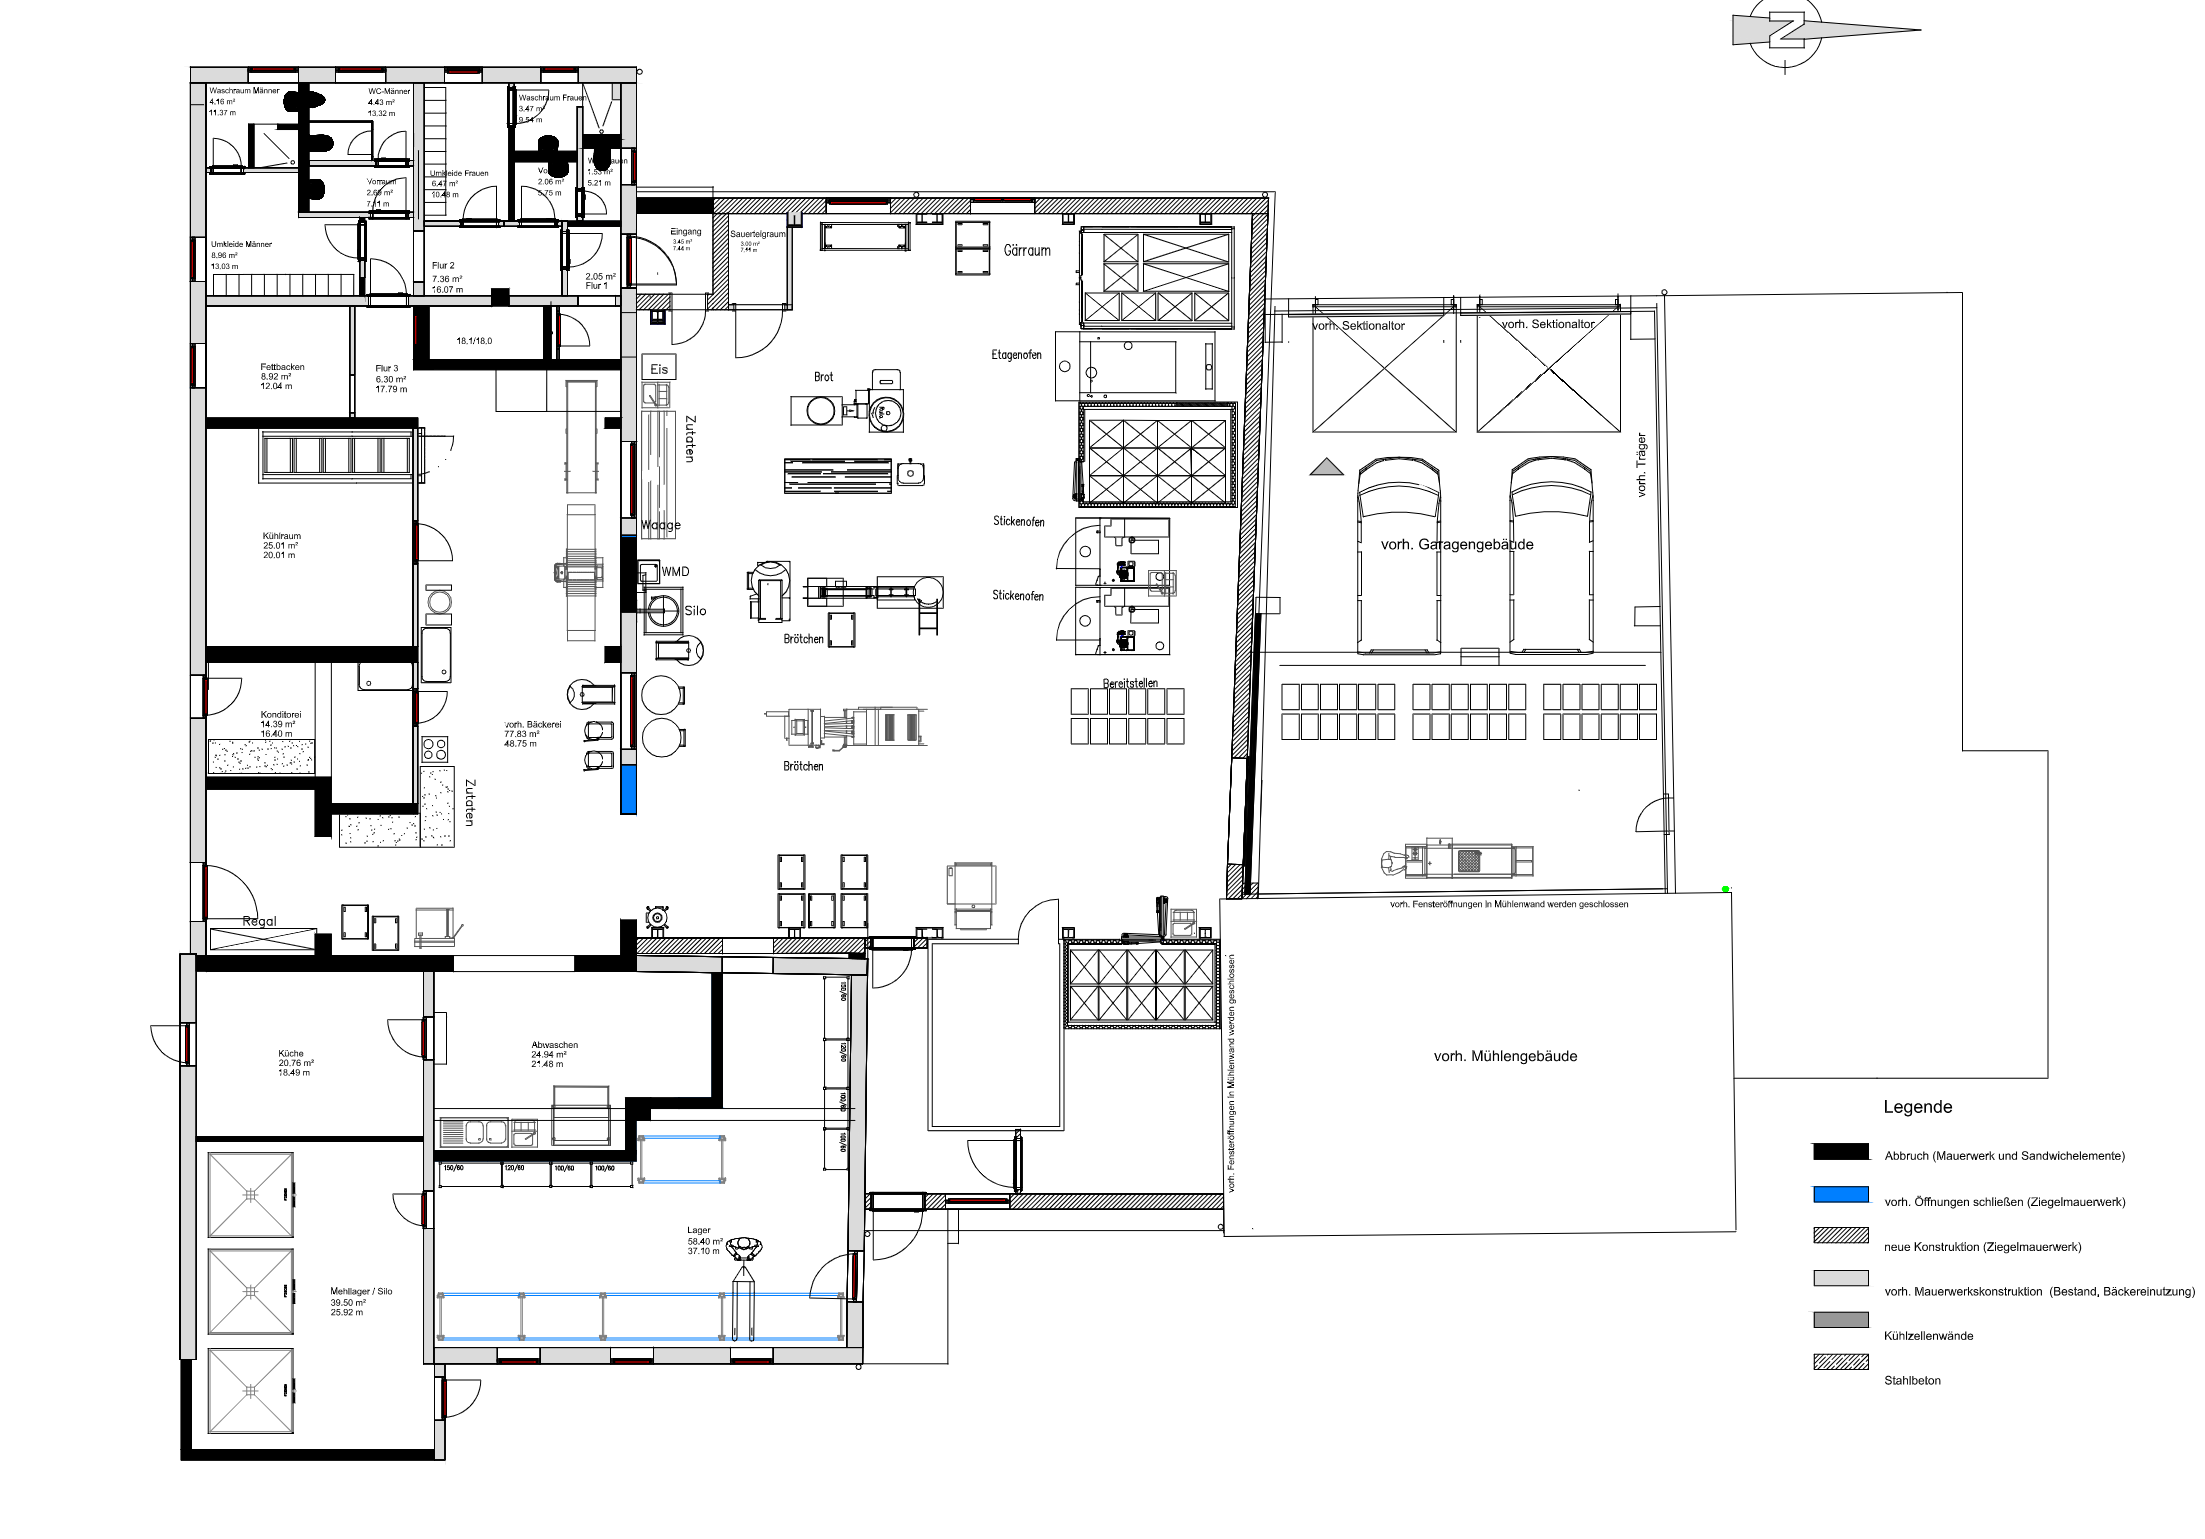 N
Waschraum Männer
4.16 m²
11.37 m
WC-Männer
4.43 m²
13.32 m
Waschraum Frauen
3.47 m²
9.54 m
Vorraum
2.69 m²
7.11 m
Umkleide Frauen
6.47 m²
10.48 m
2.06 m²
5.75 m
1.53 m²
5.21 m
Umkleide Männer
8.96 m²
13.03 m
Flur 2
7.36 m²
16.07 m
2.05 m²
Flur 1
Eingang
3.45 m²
7.44 m
Sauerteigraum
3.00 m²
Gärraum
Fettbacken
8.92 m²
12.04 m
Flur 3
6.30 m²
17.79 m
18,1/18,0
Eis
Zutaten
Brot
Etagenofen
vorh. Sektionaltor
vorh. Sektionaltor
vorh. Träger
Kühlraum
25.01 m²
20.01 m
Waage
WMD
Silo
Stickenofen
Stickenofen
Brötchen
vorh. Garagengebäude
Konditorei
14.39 m²
16.40 m
vorh. Bäckerei
77.83 m²
48.75 m
Zutaten
Brötchen
Bereitstellen
Regal
vorh. Fensteröffnungen in Mühlenwand werden geschlossen
vorh. Fensteröffnungen in Mühlenwand werden geschlossen
vorh. Mühlengebäude
Küche
20.76 m²
18.49 m
Abwaschen
24.94 m²
21.48 m
150/60
120/60
100/60
100/60
150/60
120/60
100/60
100/60
Lager
58.40 m²
37.10 m
Mehllager / Silo
39.50 m²
25.92 m
Legende
Abbruch (Mauerwerk und Sandwichelemente)
vorh. Öffnungen schließen (Ziegelmauerwerk)
neue Konstruktion (Ziegelmauerwerk)
vorh. Mauerwerkskonstruktion (Bestand, Bäckereinutzung)
Kühlzellenwände
Stahlbeton